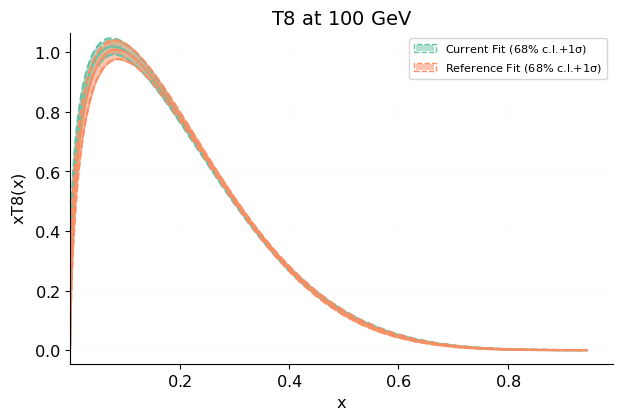 T8 at 100 GeV
Current Fit (68% c.l.+1σ)
Reference Fit (68% c.l.+1σ)
xT8(x)
1.0
0.8
0.6
0.4
0.2
0.0
0.2 0.4 0.6 0.8
x